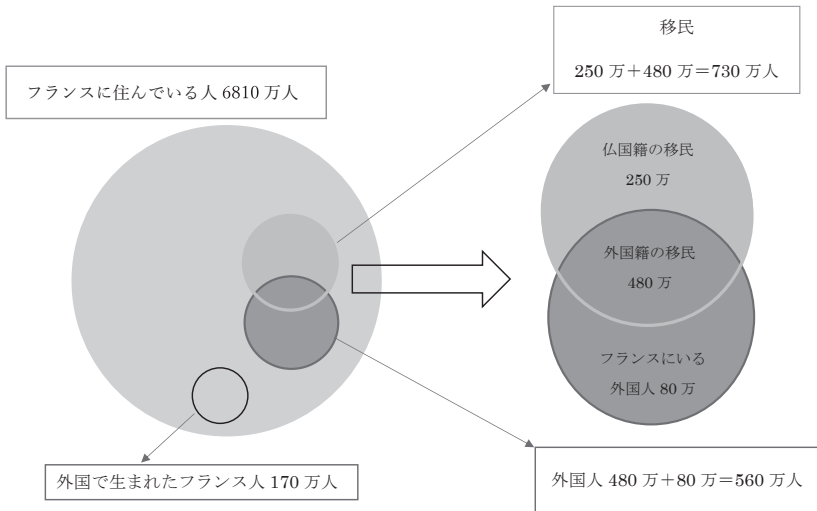 移民
250 万＋480 万＝730 万人
フランスに住んでいる人 6810 万人
仏国籍の移民
250 万
外国籍の移民
480 万
フランスにいる
外国人 80 万
外国で生まれたフランス人 170 万人
外国人 480 万＋80 万＝560 万人